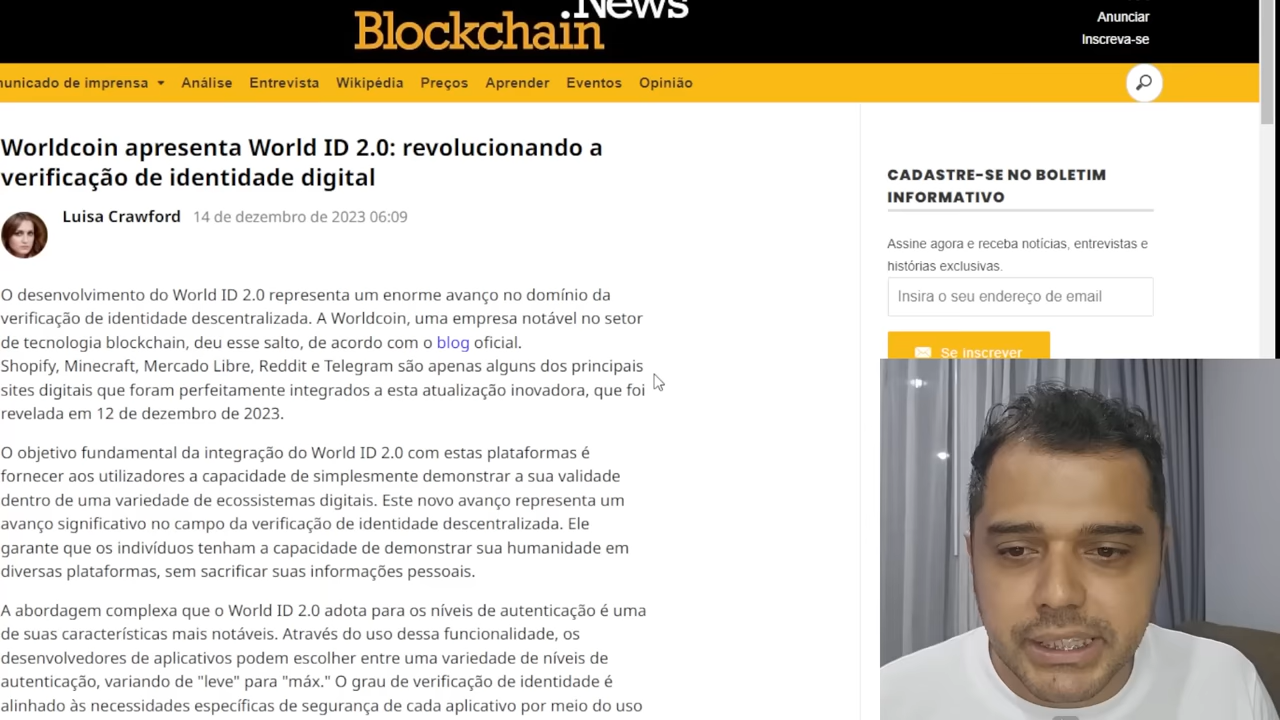 .News
Blockchain
Anunciar
Inscreva-se
municado de imprensa Análise Entrevista Wikipédia Preços Aprender Eventos Opinião
Worldcoin apresenta World ID 2.0: revolucionando a
verificação de identidade digital
Luisa Crawford 14 de dezembro de 2023 06:09
O desenvolvimento do World ID 2.0 representa um enorme avanço no domínio da
verificação de identidade descentralizada. A Worldcoin, uma empresa notável no setor
de tecnologia blockchain, deu esse salto, de acordo com o blog oficial.
Shopify, Minecraft, Mercado Libre, Reddit e Telegram são apenas alguns dos principais
sites digitais que foram perfeitamente integrados a esta atualização inovadora, que foi
revelada em 12 de dezembro de 2023.
O objetivo fundamental da integração do World ID 2.0 com estas plataformas é
fornecer aos utilizadores a capacidade de simplesmente demonstrar a sua validade
dentro de uma variedade de ecossistemas digitais. Este novo avanço representa um
avanço significativo no campo da verificação de identidade descentralizada. Ele
garante que os indivíduos tenham a capacidade de demonstrar sua humanidade em
diversas plataformas, sem sacrificar suas informações pessoais.
A abordagem complexa que o World ID 2.0 adota para os níveis de autenticação é uma
de suas características mais notáveis. Através do uso dessa funcionalidade, os
desenvolvedores de aplicativos podem escolher entre uma variedade de níveis de
autenticação, variando de "leve" para "máx." O grau de verificação de identidade é
alinhado às necessidades específicas de segurança de cada aplicativo por meio do uso
CADASTRE-SE NO BOLETIM
INFORMATIVO
Assine agora e receba notícias, entrevistas e
histórias exclusivas.
Insira o seu endereço de email
Se inscrever